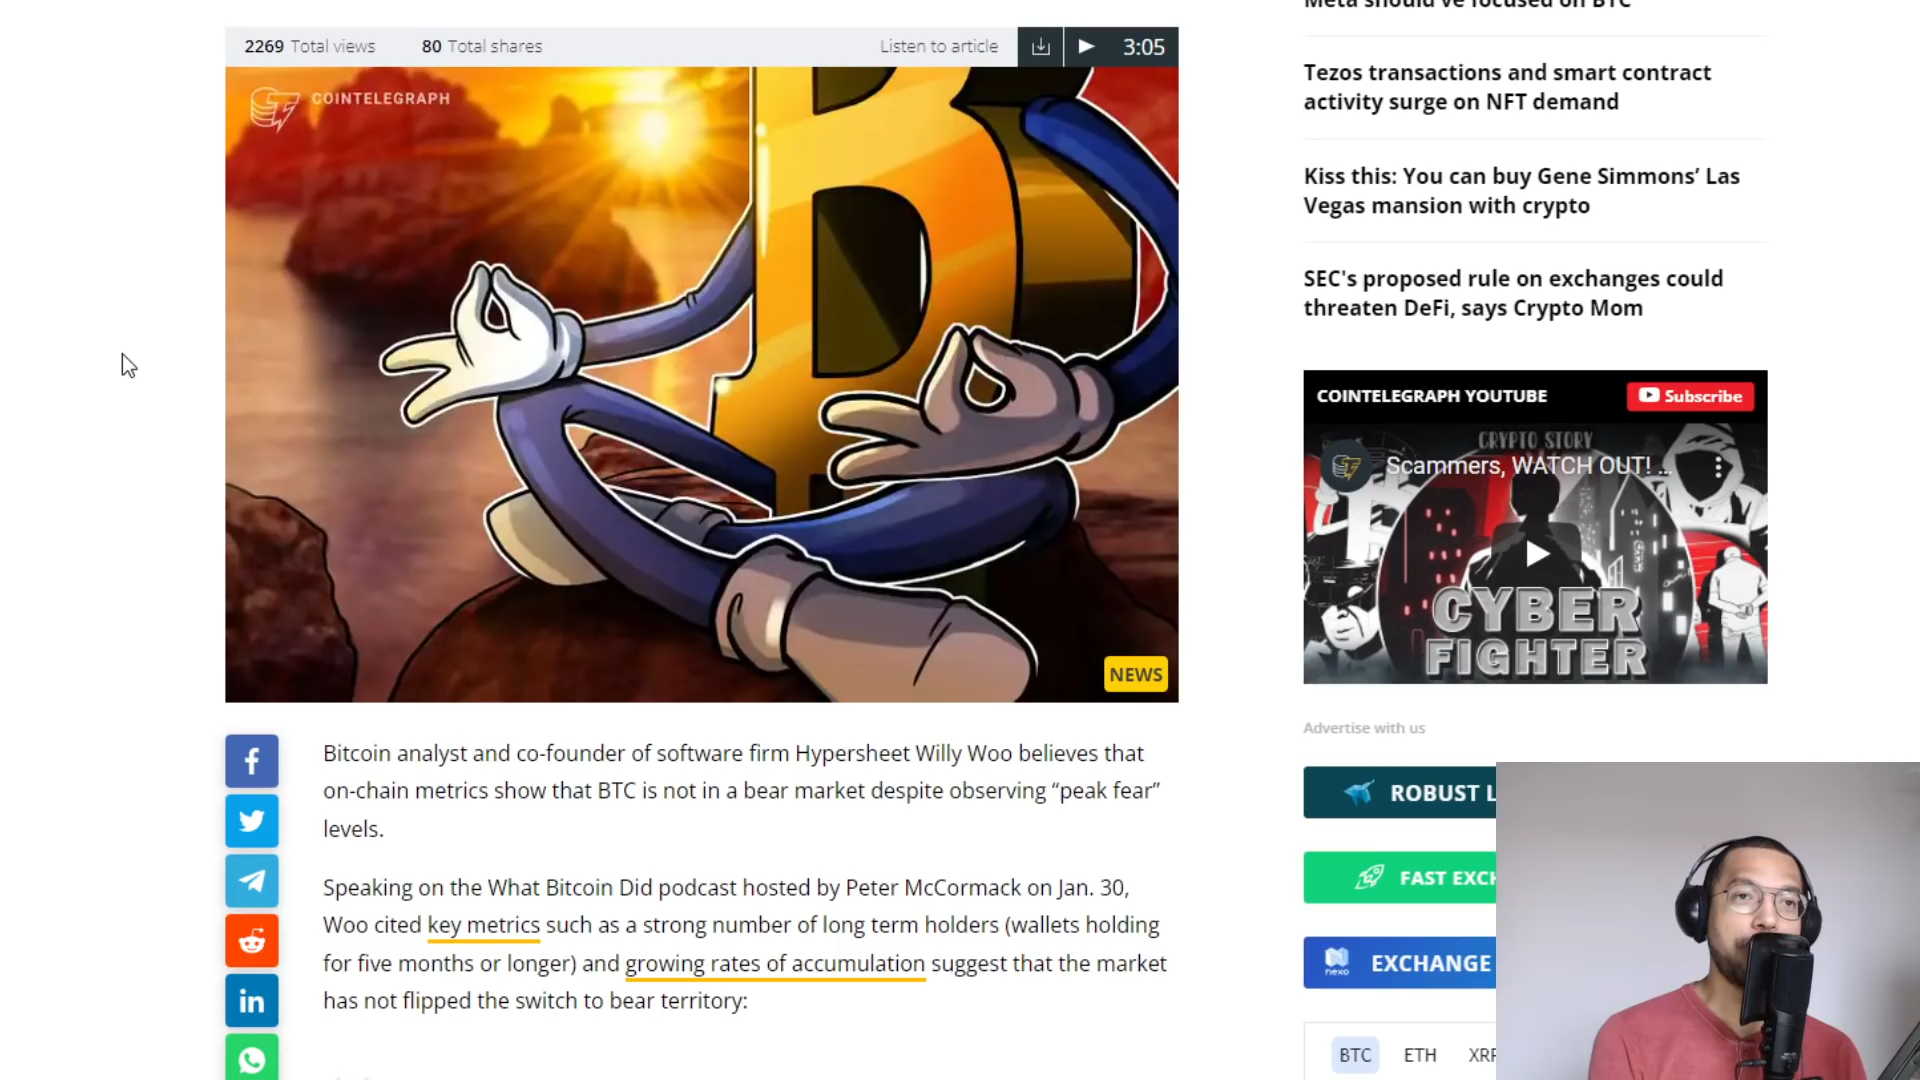 2269 Total views 80 Total shares Listen to article 3:05
COINTELEGRAPH
NEWS
Bitcoin analyst and co-founder of software firm Hypersheet Willy Woo believes that
on-chain metrics show that BTC is not in a bear market despite observing “peak fear”
levels.
Speaking on the What Bitcoin Did podcast hosted by Peter McCormack on Jan. 30,
Woo cited key metrics such as a strong number of long term holders (wallets holding
for five months or longer) and growing rates of accumulation suggest that the market
has not flipped the switch to bear territory:
Meta should've focused on BTC
Tezos transactions and smart contract
activity surge on NFT demand
Kiss this: You can buy Gene Simmons’ Las
Vegas mansion with crypto
SEC's proposed rule on exchanges could
threaten DeFi, says Crypto Mom
COINTELEGRAPH YOUTUBE Subscribe
CRYPTO STORY
Scammers, WATCH OUT! ...
CYBER
FIGHTER
Advertise with us
ROBUST L
FAST EXCH
nexo EXCHANGE
BTC ETH XRP